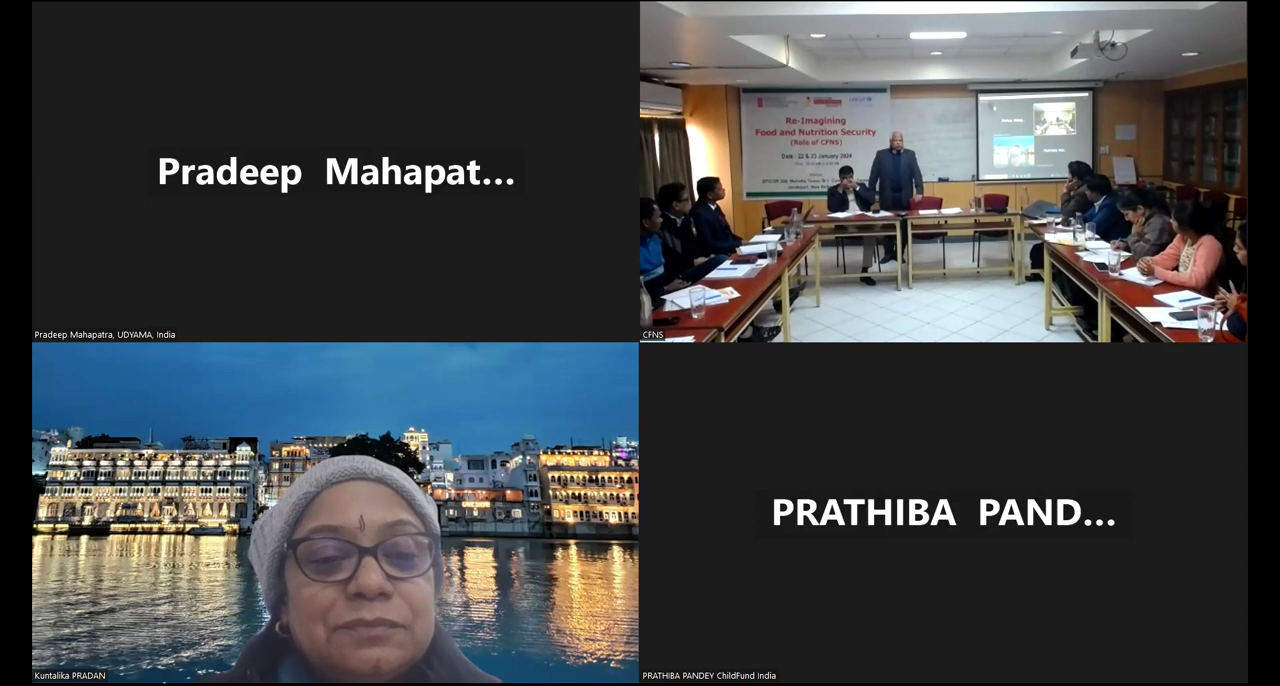 Pradeep Mahapat...
Pradeep Mahapatra, UDYAMA, India
Re-Imagining
Food and Nutrition Security
(Role of CFNS)
Date : 22 & 23 January 2024
unicef
CFNS
Kuntalika PRADAN
PRATHIBA PAND...
PRATHIBA PANDEY ChildFund India